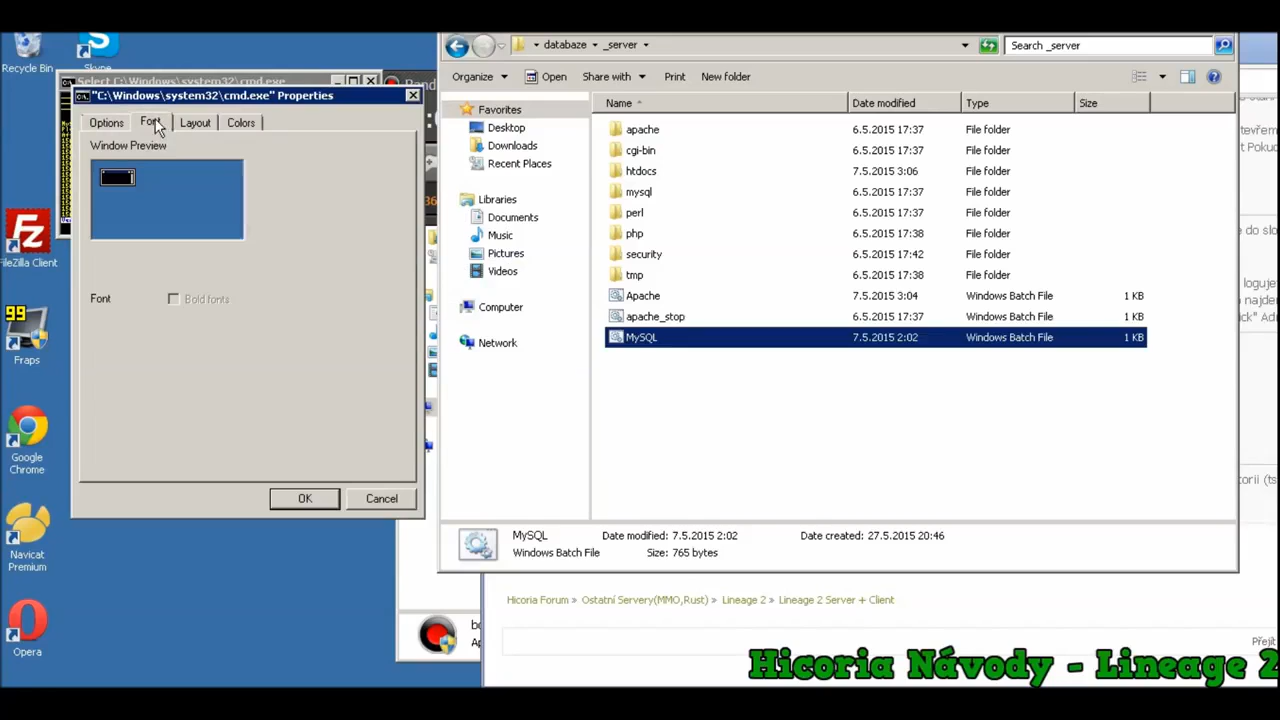 Recycle Bin
Skype
Select C:\Windows\system32\cmd.exe
"C:\Windows\system32\cmd.exe" Properties
Options
Font
Layout
Colors
Window Preview
Font
Bold fonts
OK
Cancel
99
FileZilla Client
Fraps
Google
Chrome
Navicat
Premium
Opera
databaze
_server
Search _server
Organize
Open
Share with
Print
New folder
Favorites
Desktop
Downloads
Recent Places
Libraries
Documents
Music
Pictures
Videos
Computer
Network
Name Date modified Type Size
apache 6.5.2015 17:37 File folder
cgi-bin 6.5.2015 17:37 File folder
htdocs 7.5.2015 3:06 File folder
mysql 6.5.2015 17:37 File folder
perl 6.5.2015 17:37 File folder
php 6.5.2015 17:38 File folder
security 6.5.2015 17:42 File folder
tmp 6.5.2015 17:38 File folder
Apache 7.5.2015 3:04 Windows Batch File 1 KB
apache_stop 6.5.2015 17:37 Windows Batch File 1 KB
MySQL 7.5.2015 2:02 Windows Batch File 1 KB
MySQL Date modified: 7.5.2015 2:02 Date created: 27.5.2015 20:46
Windows Batch File Size: 765 bytes
Hicoria Forum » Ostatní Servery(MMO,Rust) » Lineage 2 » Lineage 2 Server + Client
Přejí
Hicoria Návody - Lineage 2